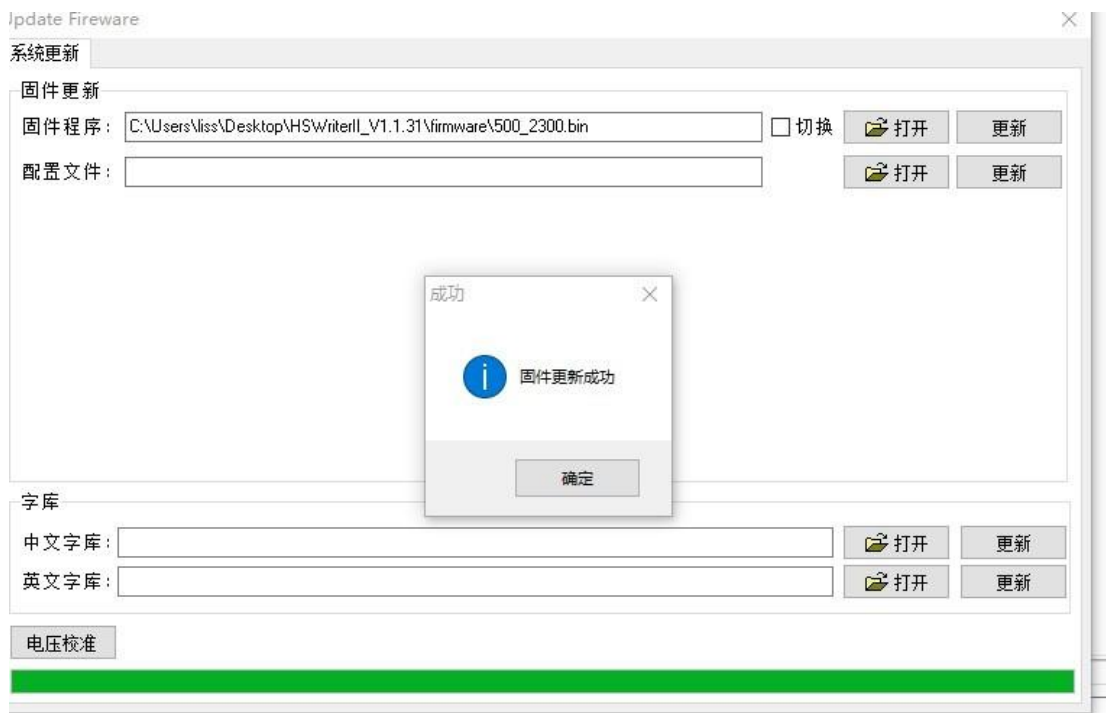 Update Fireware
系统更新
固件更新
固件程序: C:\Users\liss\Desktop\HSWriterII_V1.1.31\firmware\500_2300.bin 切换 打开 更新
配置文件: 打开 更新
成功
固件更新成功
确定
字库
中文字库: 打开 更新
英文字库: 打开 更新
电压校准